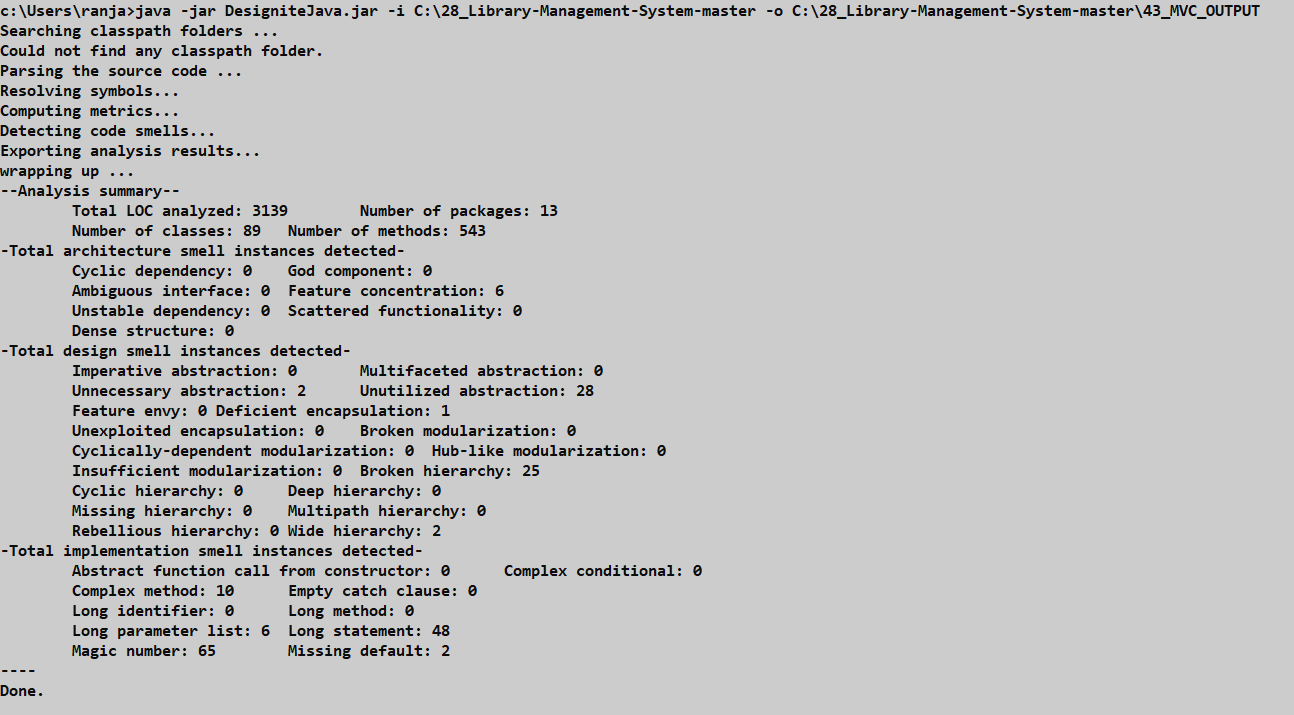 c:\Users\ranja>java -jar DesigniteJava.jar -i C:\28_Library-Management-System-master -o C:\28_Library-Management-System-master\43_MVC_OUTPUT
Searching classpath folders ...
Could not find any classpath folder.
Parsing the source code ...
Resolving symbols...
Computing metrics...
Detecting code smells...
Exporting analysis results...
wrapping up ...
--Analysis summary--
        Total LOC analyzed: 3139        Number of packages: 13
        Number of classes: 89   Number of methods: 543
-Total architecture smell instances detected-
        Cyclic dependency: 0    God component: 0
        Ambiguous interface: 0  Feature concentration: 6
        Unstable dependency: 0  Scattered functionality: 0
        Dense structure: 0
-Total design smell instances detected-
        Imperative abstraction: 0       Multifaceted abstraction: 0
        Unnecessary abstraction: 2      Unutilized abstraction: 28
        Feature envy: 0 Deficient encapsulation: 1
        Unexploited encapsulation: 0    Broken modularization: 0
        Cyclically-dependent modularization: 0  Hub-like modularization: 0
        Insufficient modularization: 0  Broken hierarchy: 25
        Cyclic hierarchy: 0     Deep hierarchy: 0
        Missing hierarchy: 0    Multipath hierarchy: 0
        Rebellious hierarchy: 0 Wide hierarchy: 2
-Total implementation smell instances detected-
        Abstract function call from constructor: 0      Complex conditional: 0
        Complex method: 10      Empty catch clause: 0
        Long identifier: 0      Long method: 0
        Long parameter list: 6  Long statement: 48
        Magic number: 65        Missing default: 2
----
Done.